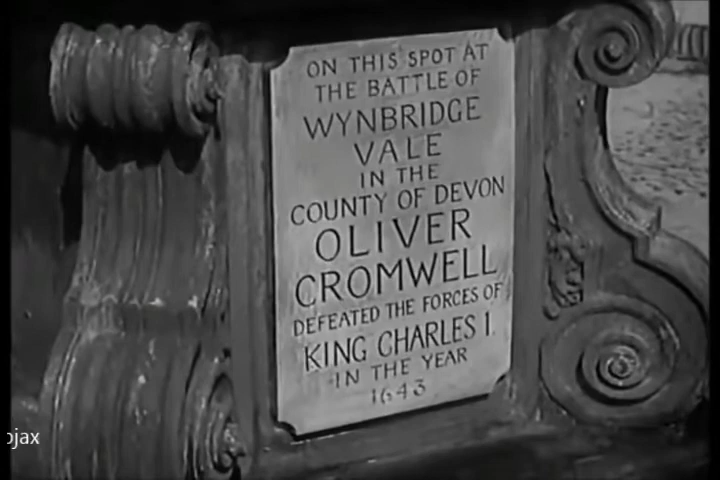 ON THIS SPOT AT
THE BATTLE OF
WYNBRIDGE
VALE
IN THE
COUNTY OF DEVON
OLIVER
CROMWELL
DEFEATED THE FORCES OF
KING CHARLES I.
IN THE YEAR
1643